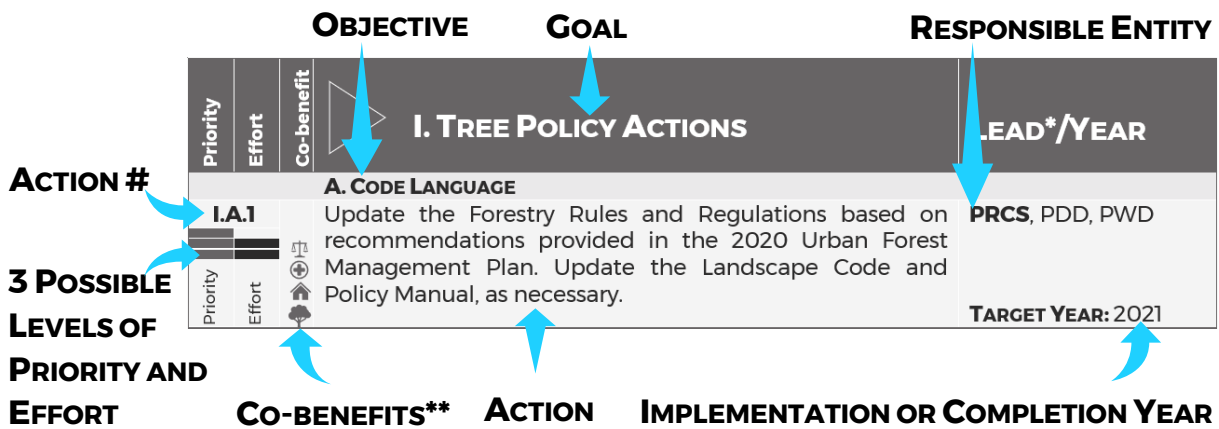 OBJECTIVE GOAL RESPONSIBLE ENTITY
Priority Effort Co-benefit I. TREE POLICY ACTIONS LEAD*/YEAR
A. CODE LANGUAGE
ACTION #
I.A.1 Update the Forestry Rules and Regulations based on PRCS, PDD, PWD
recommendations provided in the 2020 Urban Forest
Management Plan. Update the Landscape Code and
Policy Manual, as necessary.
Priority Effort TARGET YEAR: 2021
3 POSSIBLE
LEVELS OF
PRIORITY AND
EFFORT
CO-BENEFITS** ACTION IMPLEMENTATION OR COMPLETION YEAR